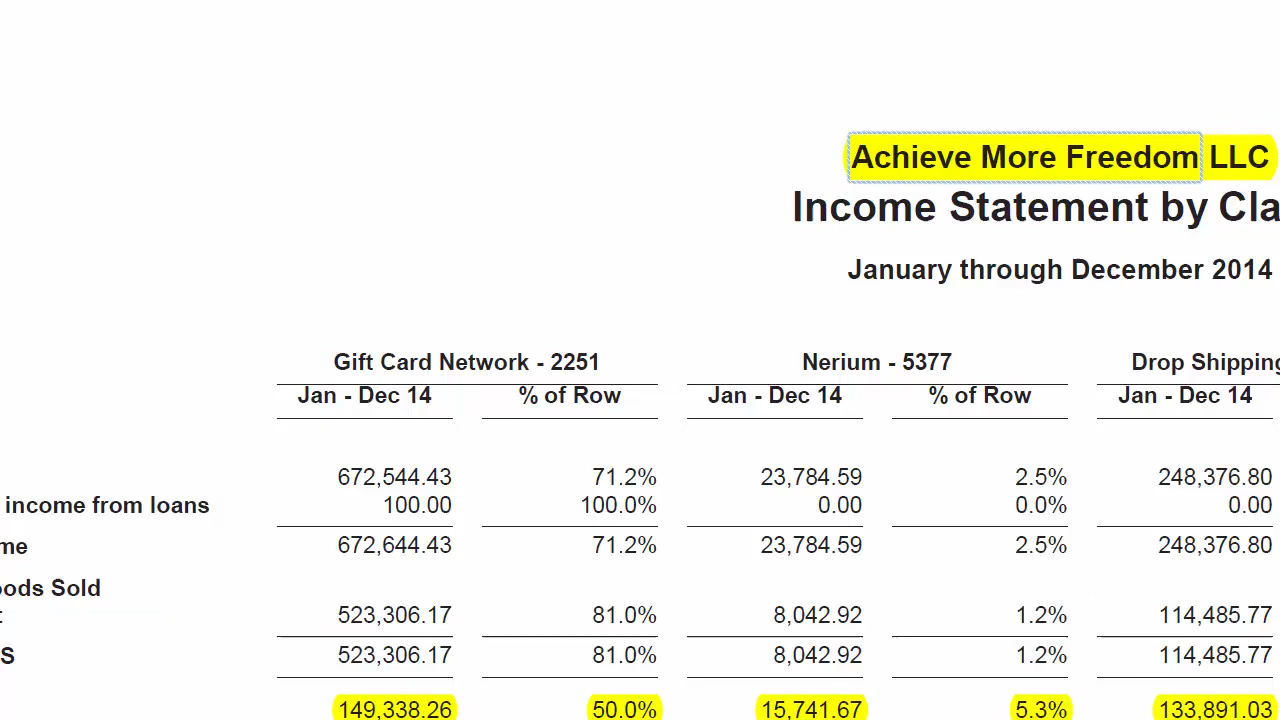 Achieve More Freedom LLC
Income Statement by Cla
January through December 2014
Gift Card Network - 2251 Nerium - 5377 Drop Shipping
Jan - Dec 14 % of Row Jan - Dec 14 % of Row Jan - Dec 14
672,544.43 71.2% 23,784.59 2.5% 248,376.80
income from loans 100.00 100.0% 0.00 0.0% 0.00
me 672,644.43 71.2% 23,784.59 2.5% 248,376.80
oods Sold
t 523,306.17 81.0% 8,042.92 1.2% 114,485.77
S 523,306.17 81.0% 8,042.92 1.2% 114,485.77
149,338.26 50.0% 15,741.67 5.3% 133,891.03